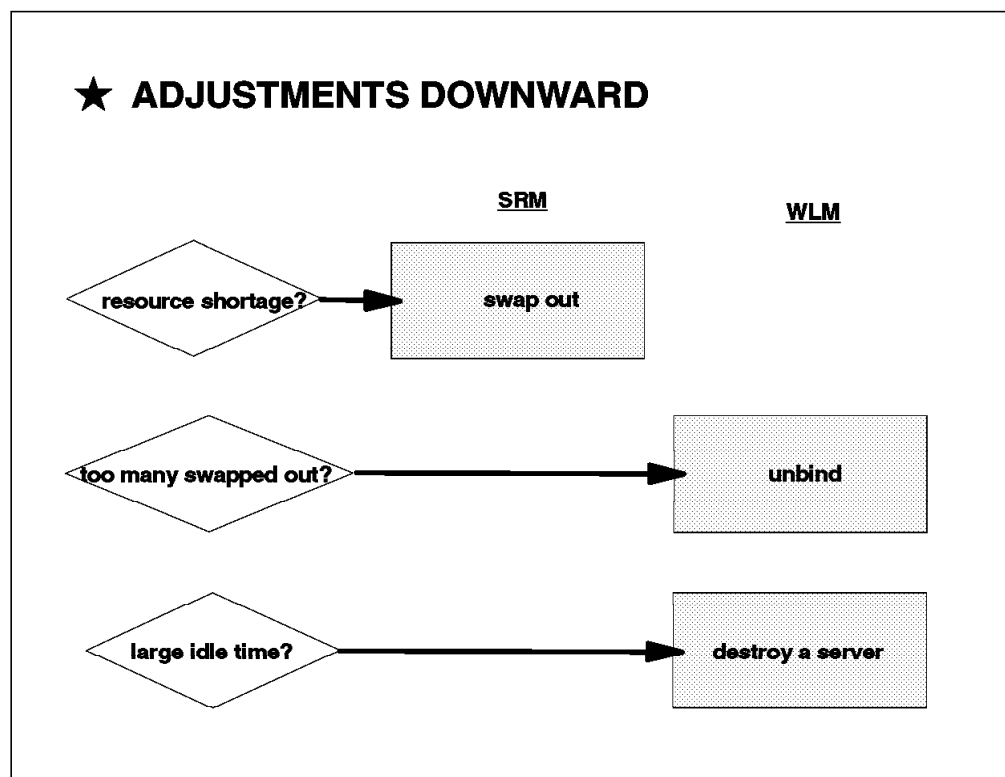 ★ ADJUSTMENTS DOWNWARD
SRM
WLM
resource shortage?
swap out
too many swapped out?
unbind
large idle time?
destroy a server